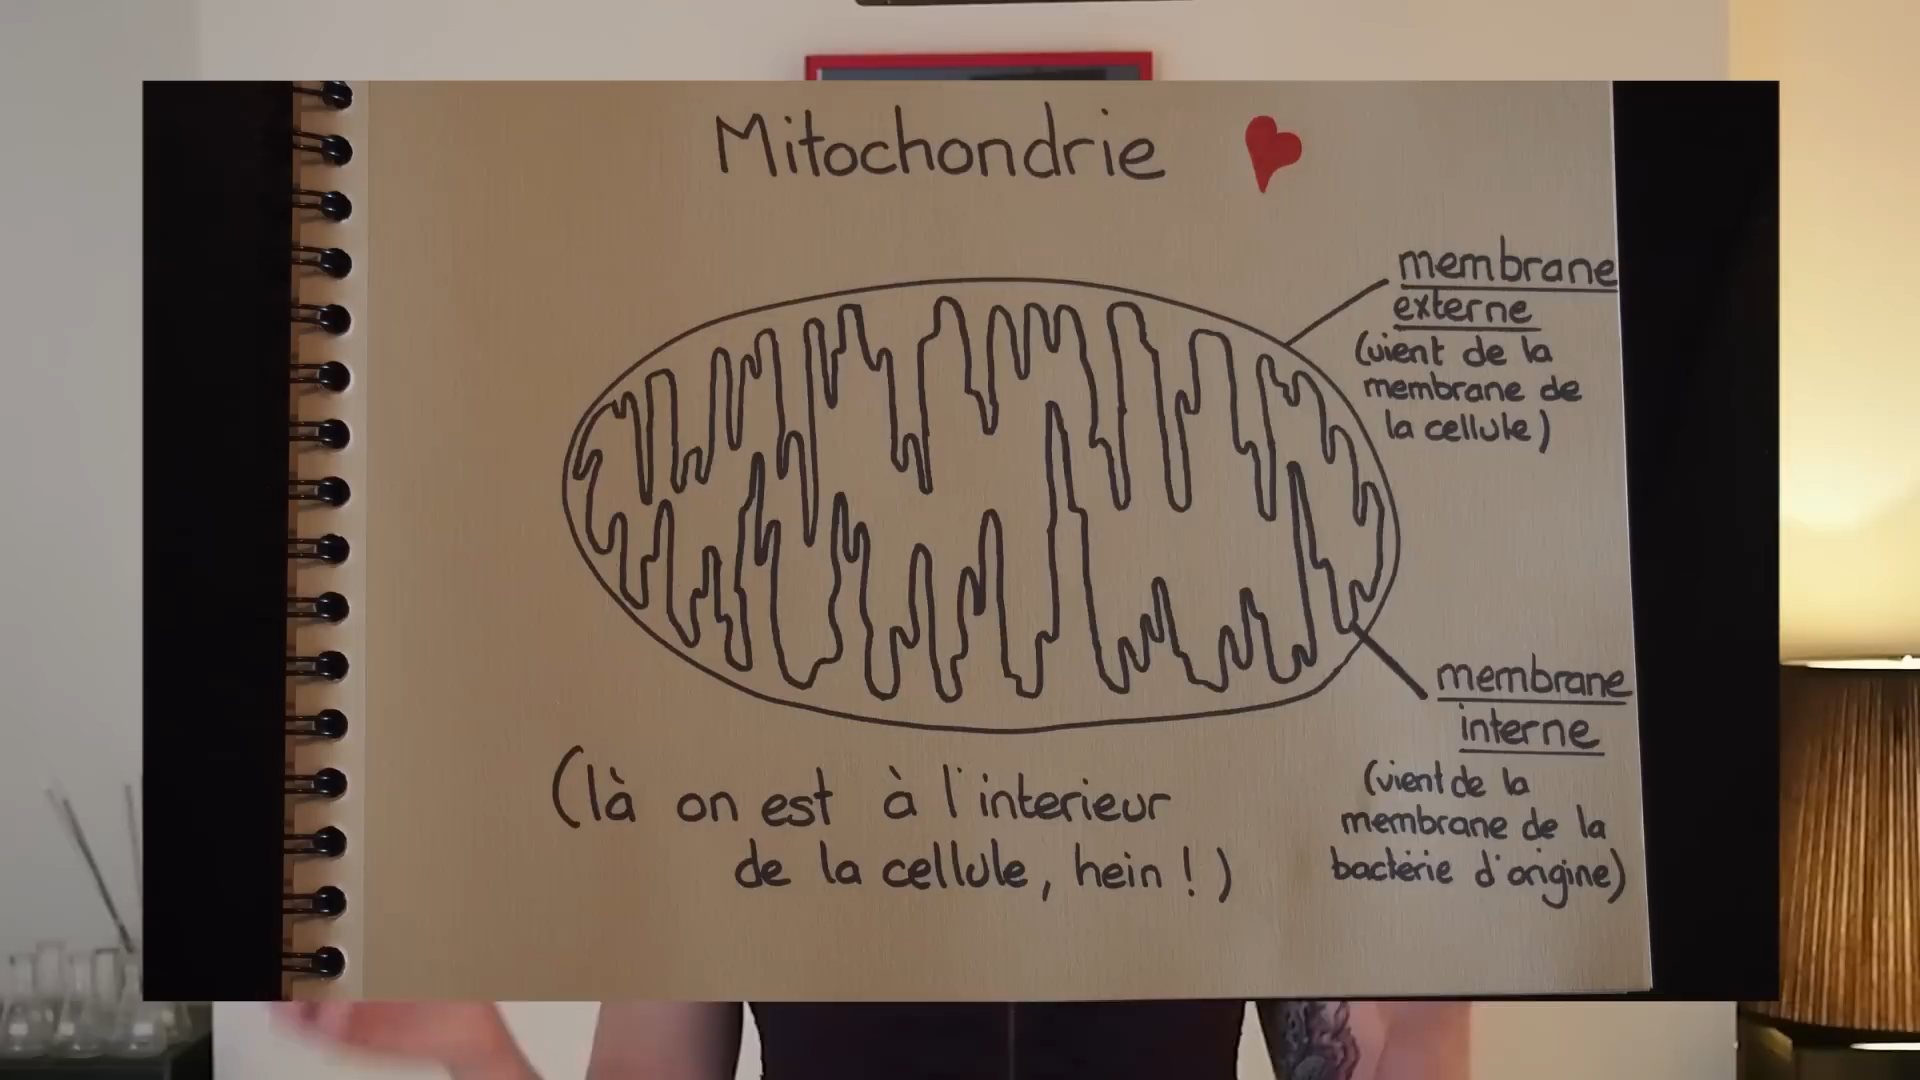 Mitochondrie
membrane
externe
(vient de la
membrane de
la cellule)
membrane
interne
(vient de la
membrane de la
bactérie d'origine)
(là on est à l'interieur
de la cellule, hein ! )